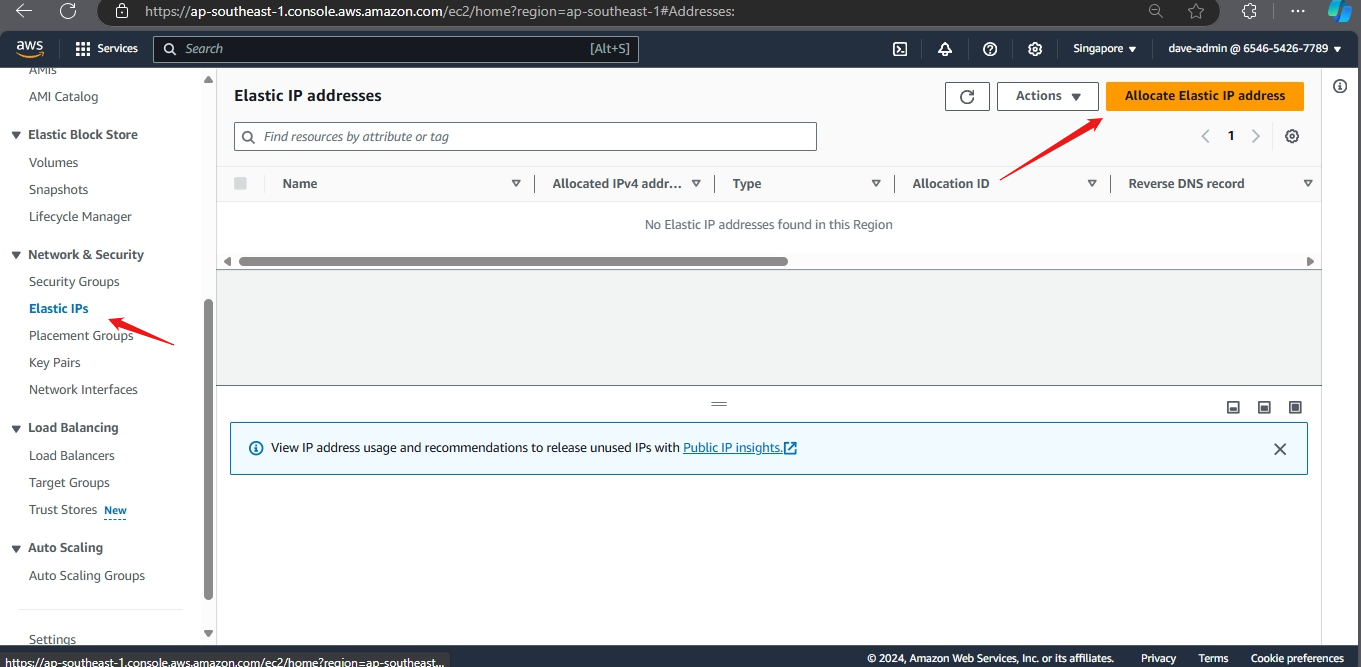 https://ap-southeast-1.console.aws.amazon.com/ec2/home?region=ap-southeast-1#Addresses:
aws Services Search [Alt+S] Singapore dave-admin @ 6546-5426-7789
AMIs
AMI Catalog
Elastic Block Store
Volumes
Snapshots
Lifecycle Manager
Network & Security
Security Groups
Elastic IPs
Placement Groups
Key Pairs
Network Interfaces
Load Balancing
Load Balancers
Target Groups
Trust Stores New
Auto Scaling
Auto Scaling Groups
Settings
Elastic IP addresses Actions Allocate Elastic IP address
Find resources by attribute or tag 1
Name Allocated IPv4 addr... Type Allocation ID Reverse DNS record
No Elastic IP addresses found in this Region
View IP address usage and recommendations to release unused IPs with Public IP insights.
https://ap-southeast-1.console.aws.amazon.com/ec2/home?region=ap-southeast...
© 2024, Amazon Web Services, Inc. or its affiliates. Privacy Terms Cookie preferences